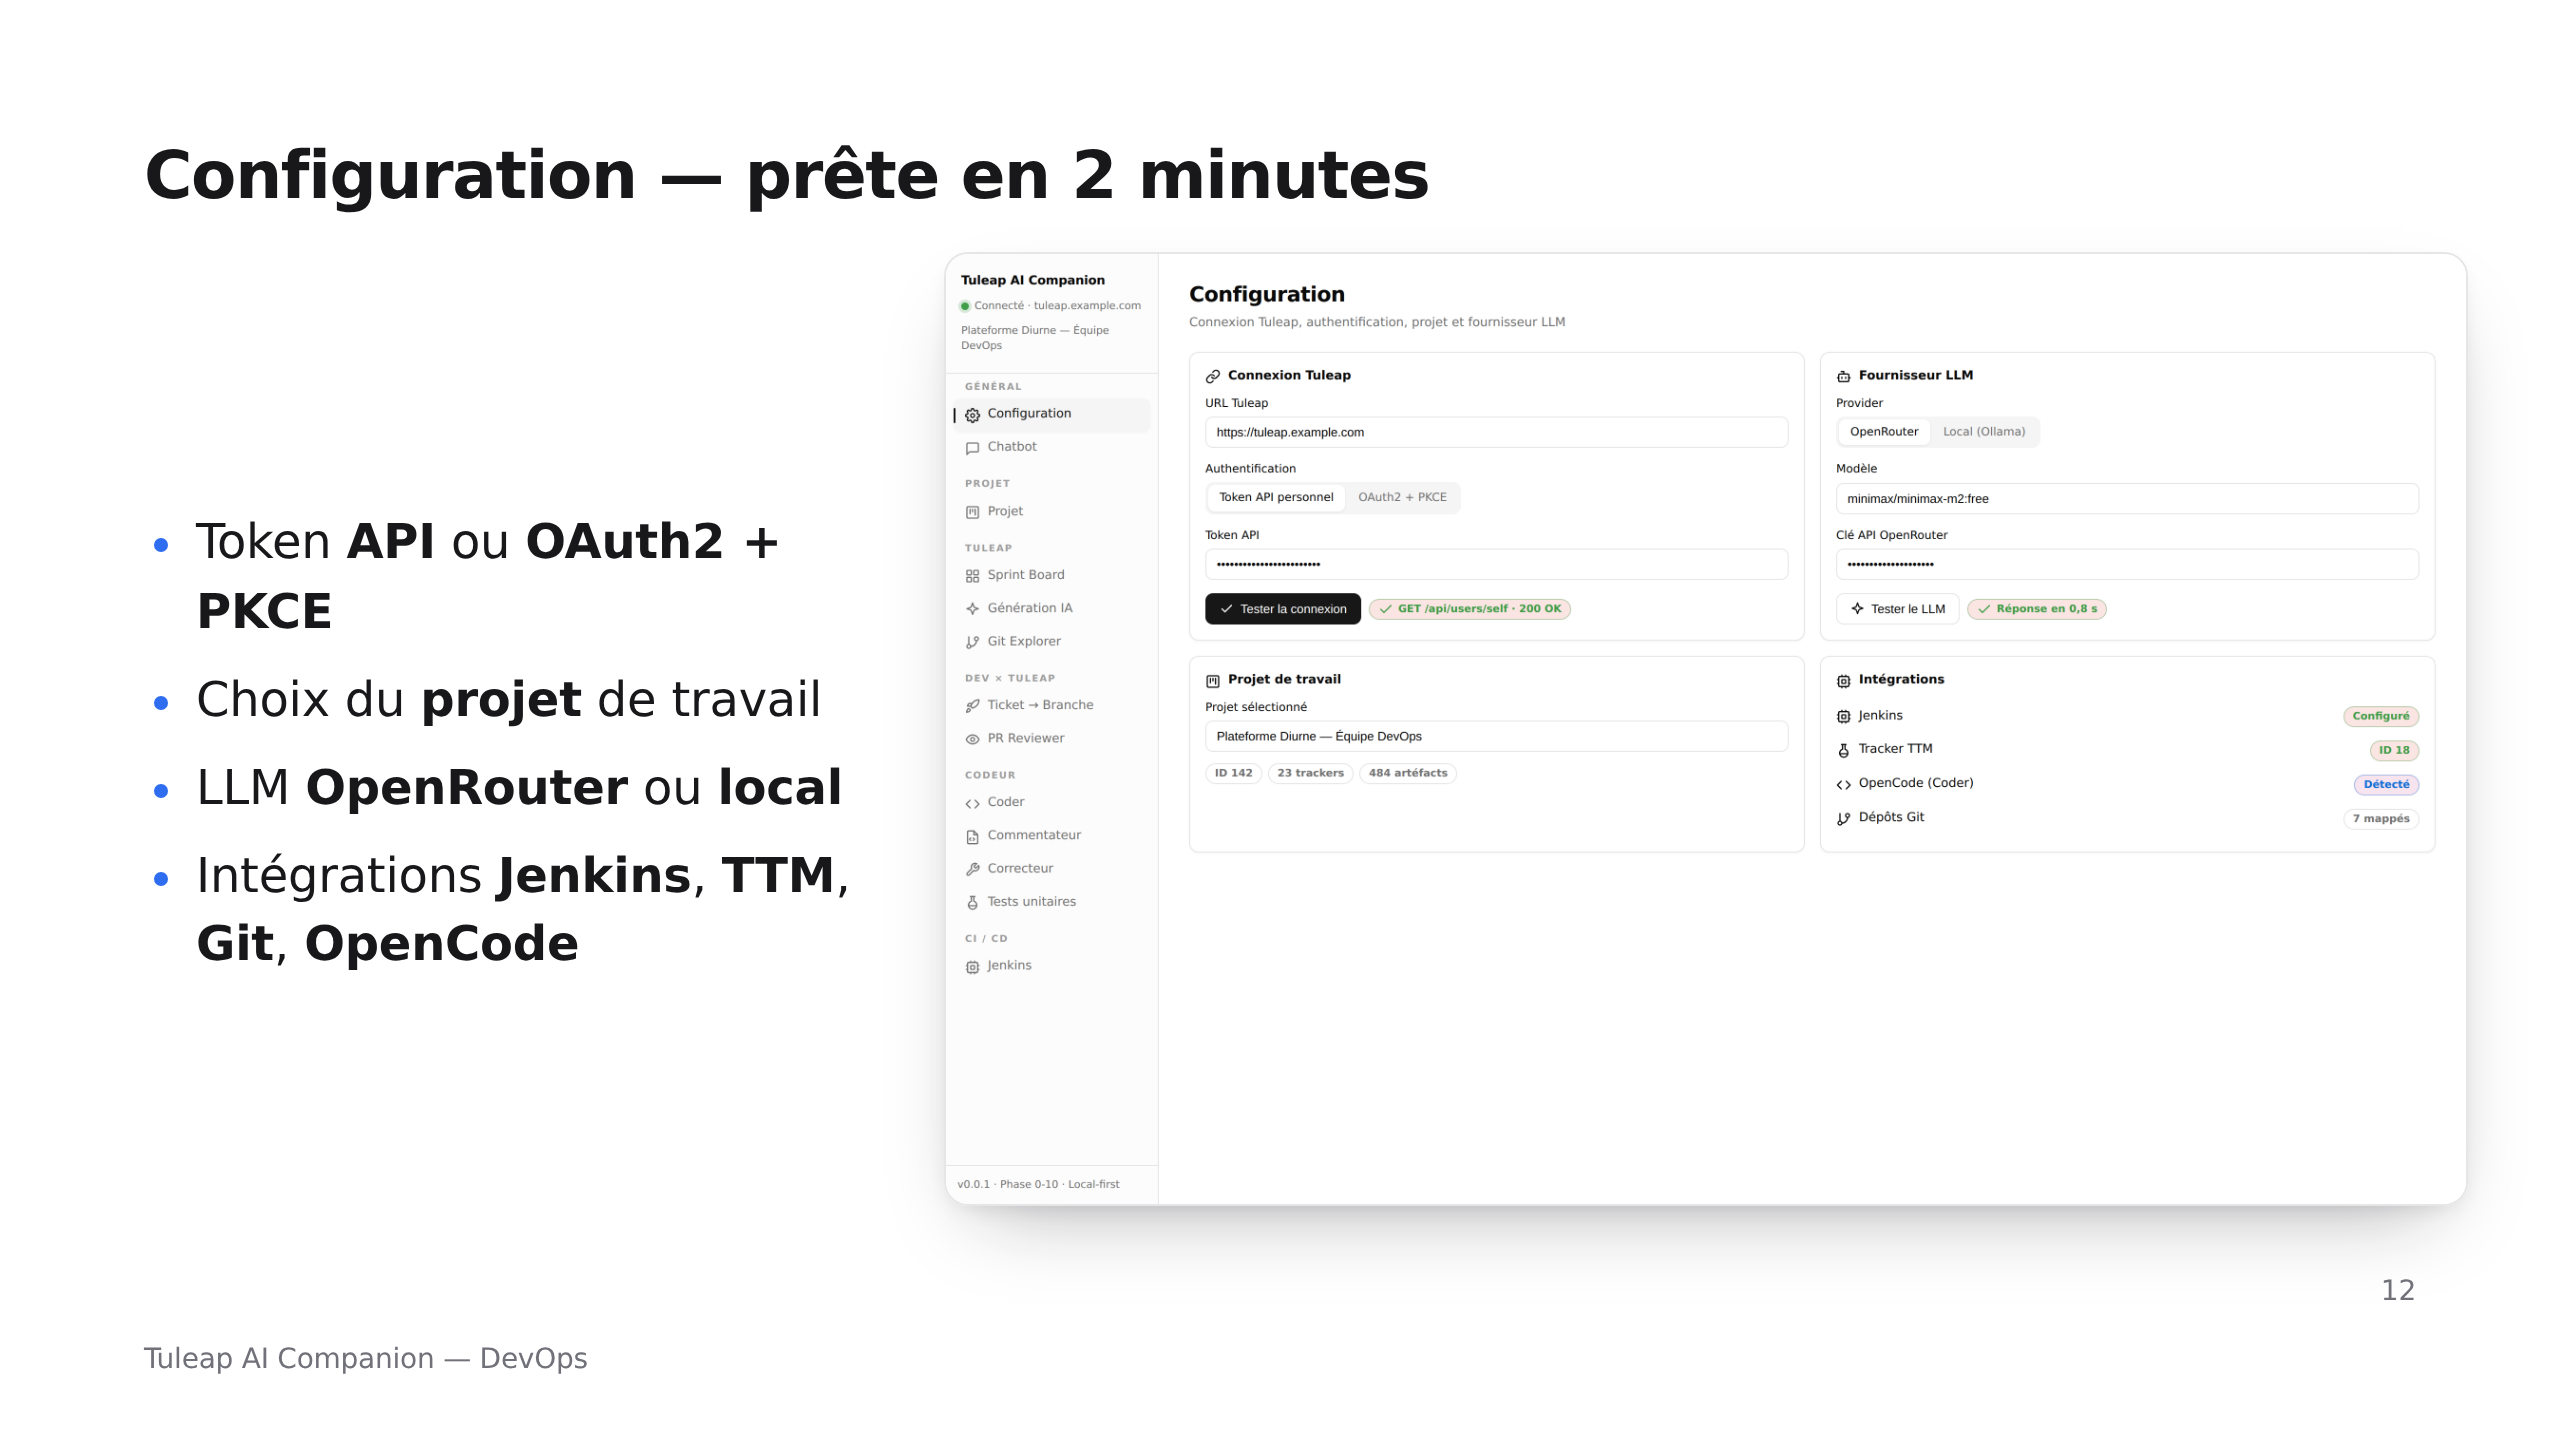 Configuration — prête en 2 minutes
• Token API ou OAuth2 +
PKCE
• Choix du projet de travail
• LLM OpenRouter ou local
• Intégrations Jenkins, TTM,
Git, OpenCode
Tuleap AI Companion
Connecté · tuleap.example.com
Plateforme Diurne — Équipe
DevOps
GÉNÉRAL
Configuration
Chatbot
PROJET
Projet
TULEAP
Sprint Board
Génération IA
Git Explorer
DEV × TULEAP
Ticket → Branche
PR Reviewer
CODEUR
Coder
Commentateur
Correcteur
Tests unitaires
CI / CD
Jenkins
v0.0.1 · Phase 0-10 · Local-first
Configuration
Connexion Tuleap, authentification, projet et fournisseur LLM
Connexion Tuleap
URL Tuleap
https://tuleap.example.com
Authentification
Token API personnel OAuth2 + PKCE
Token API
••••••••••••••••••••••••
Tester la connexion GET /api/users/self · 200 OK
Fournisseur LLM
Provider
OpenRouter Local (Ollama)
Modèle
minimax/minimax-m2:free
Clé API OpenRouter
••••••••••••••••••••
Tester le LLM Réponse en 0,8 s
Projet de travail
Projet sélectionné
Plateforme Diurne — Équipe DevOps
ID 142 23 trackers 484 artéfacts
Intégrations
Jenkins Configuré
Tracker TTM ID 18
OpenCode (Coder) Détecté
Dépôts Git 7 mappés
12
Tuleap AI Companion — DevOps